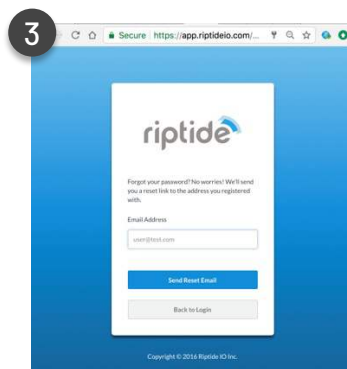 3
Secure https://app.riptideio.com/...
riptide
Forgot your password? No worries! We'll send
you a reset link to the address you registered
with.
Email Address
user@test.com
Send Reset Email
Back to Login
Copyright © 2016 Riptide IO Inc.